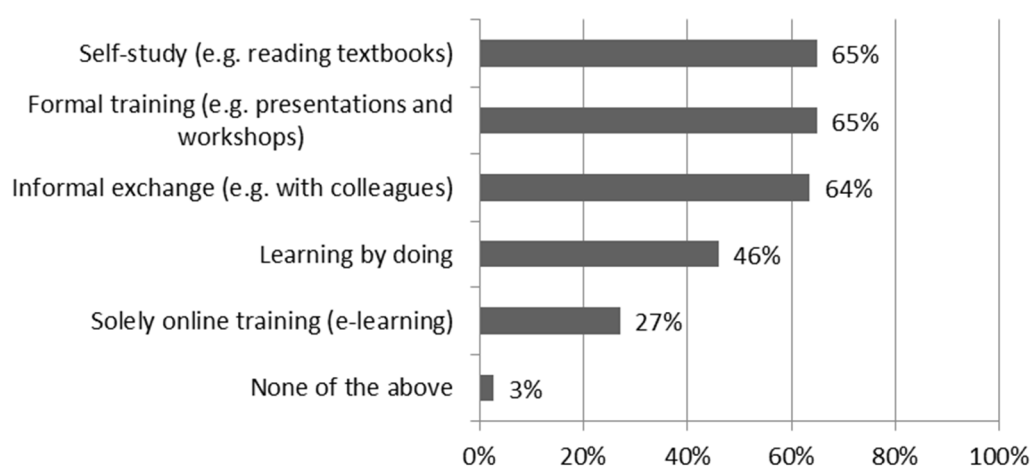 Self-study (e.g. reading textbooks)
65%
Formal training (e.g. presentations and
workshops)
65%
Informal exchange (e.g. with colleagues)
64%
Learning by doing
46%
Solely online training (e-learning)
27%
None of the above
3%
0% 20% 40% 60% 80% 100%